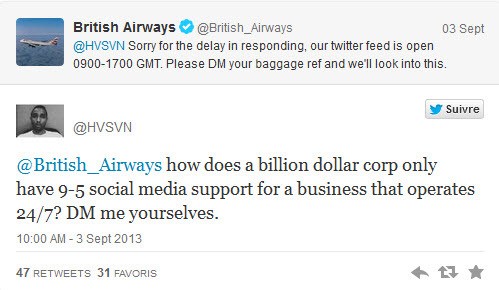 British Airways @British_Airways 03 Sept
@HVSVN Sorry for the delay in responding, our twitter feed is open
0900-1700 GMT. Please DM your baggage ref and we'll look into this.
Suivre
@HVSVN
@British_Airways how does a billion dollar corp only
have 9-5 social media support for a business that operates
24/7? DM me yourselves.
10:00 AM - 3 Sept 2013
47 RETWEETS 31 FAVORIS